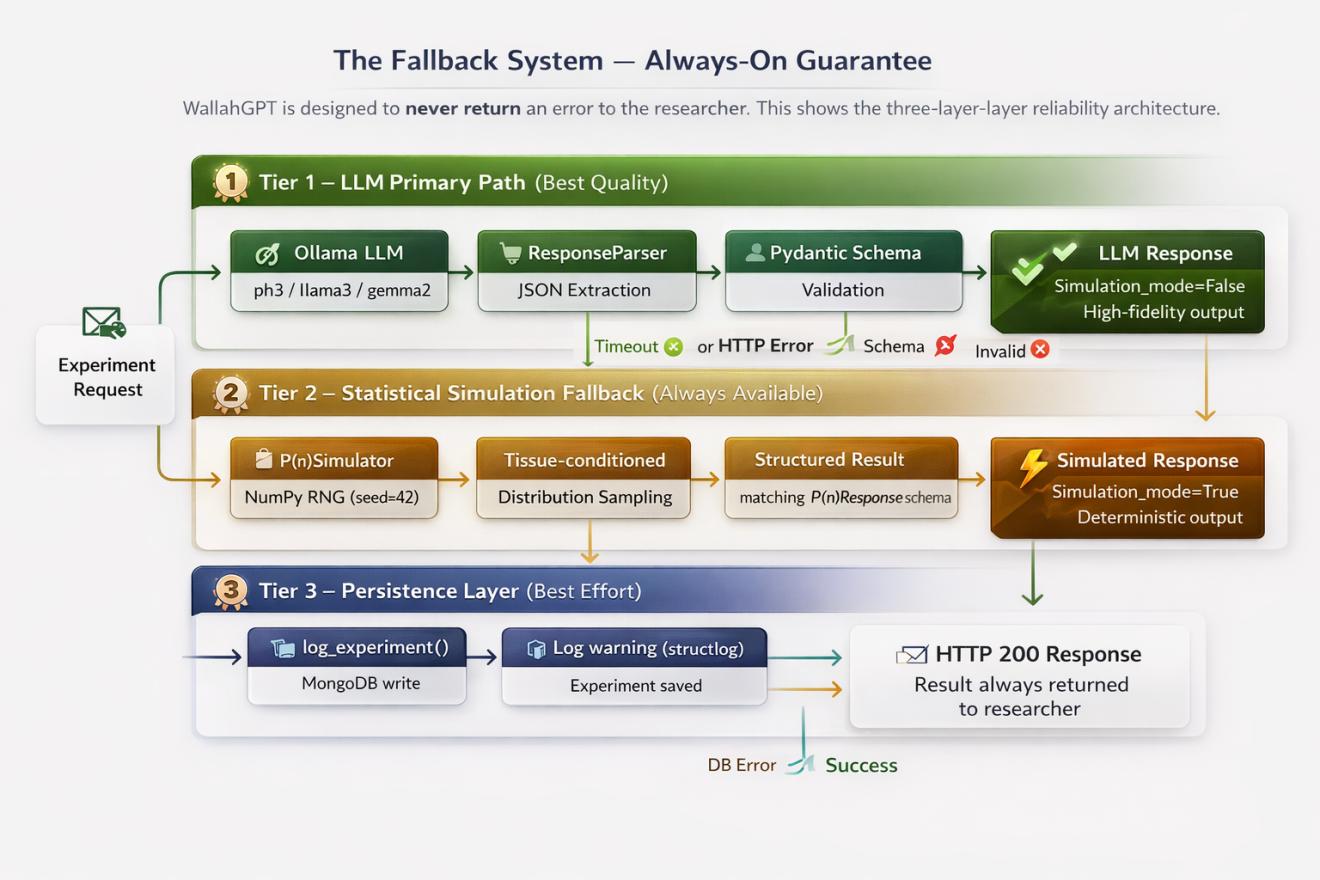 The Fallback System — Always-On Guarantee
WallahGPT is designed to never return an error to the researcher. This shows the three-layer-layer reliability architecture.
1 Tier 1 – LLM Primary Path (Best Quality)
Ollama LLM
ph3 / llama3 / gemma2
ResponseParser
JSON Extraction
Pydantic Schema
Validation
LLM Response
Simulation_mode=False
High-fidelity output
Timeout or HTTP Error Schema Invalid
Experiment
Request
2 Tier 2 – Statistical Simulation Fallback (Always Available)
P(n)Simulator
NumPy RNG (seed=42)
Tissue-conditioned
Distribution Sampling
Structured Result
matching P(n)Response schema
Simulated Response
Simulation_mode=True
Deterministic output
3 Tier 3 – Persistence Layer (Best Effort)
log_experiment()
MongoDB write
Log warning (structlog)
Experiment saved
HTTP 200 Response
Result always returned
to researcher
DB Error Success